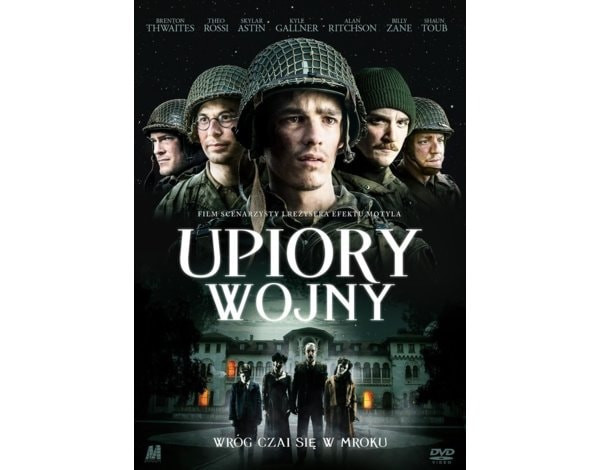 BRENTON THEO SKYLAR KYLE ALAN BILLY SHAUN
THWAITES ROSSI ASTIN GALLNER RITCHSON ZANE TOUB
FILM SCENARZYSTY I REŻYSERA EFEKTU MOTYLA
UPIORY
WOJNY
WRÓG CZAI SIĘ W MROKU
M
DVD
VIDEO